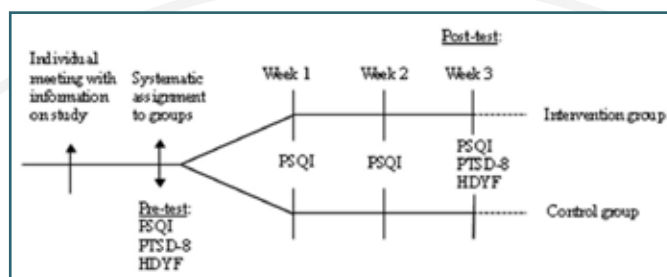 Individual
meeting with
information
on study
Systematic
assignment
to groups
Pre-test:
PSQI
PTSD-8
HDYF
Week 1
Week 2
Post-test:
Week 3
PSQI
PSQI
PSQI
PTSD-8
HDYF
Intervention group
Control group